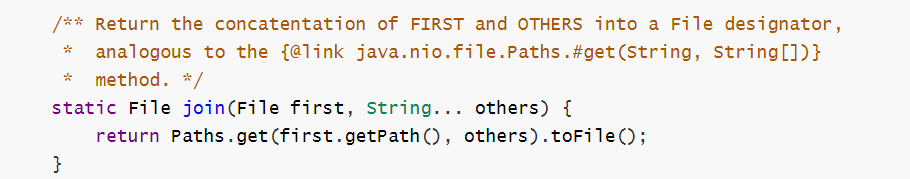 /** Return the concatentation of FIRST and OTHERS into a File designator,
 *  analogous to the {@link java.nio.file.Paths.#get(String, String[])}
 *  method. */
static File join(File first, String... others) {
    return Paths.get(first.getPath(), others).toFile();
}